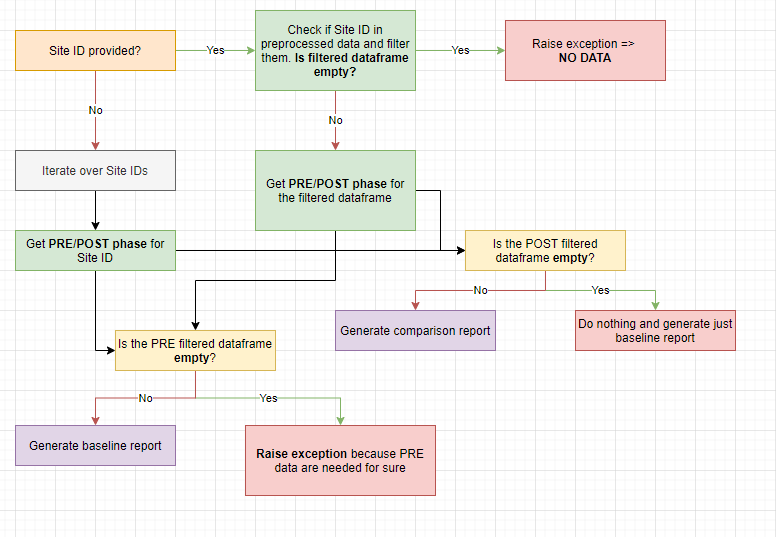 Site ID provided?
Yes
Check if Site ID in
preprocessed data and filter
them. Is filtered dataframe
empty?
Yes
Raise exception =>
NO DATA
No
No
Iterate over Site IDs
Get PRE/POST phase for
the filtered dataframe
Get PRE/POST phase for
Site ID
Is the POST filtered
dataframe empty?
No
Yes
Generate comparison report
Do nothing and generate just
baseline report
Is the PRE filtered dataframe
empty?
No
Yes
Generate baseline report
Raise exception because PRE
data are needed for sure